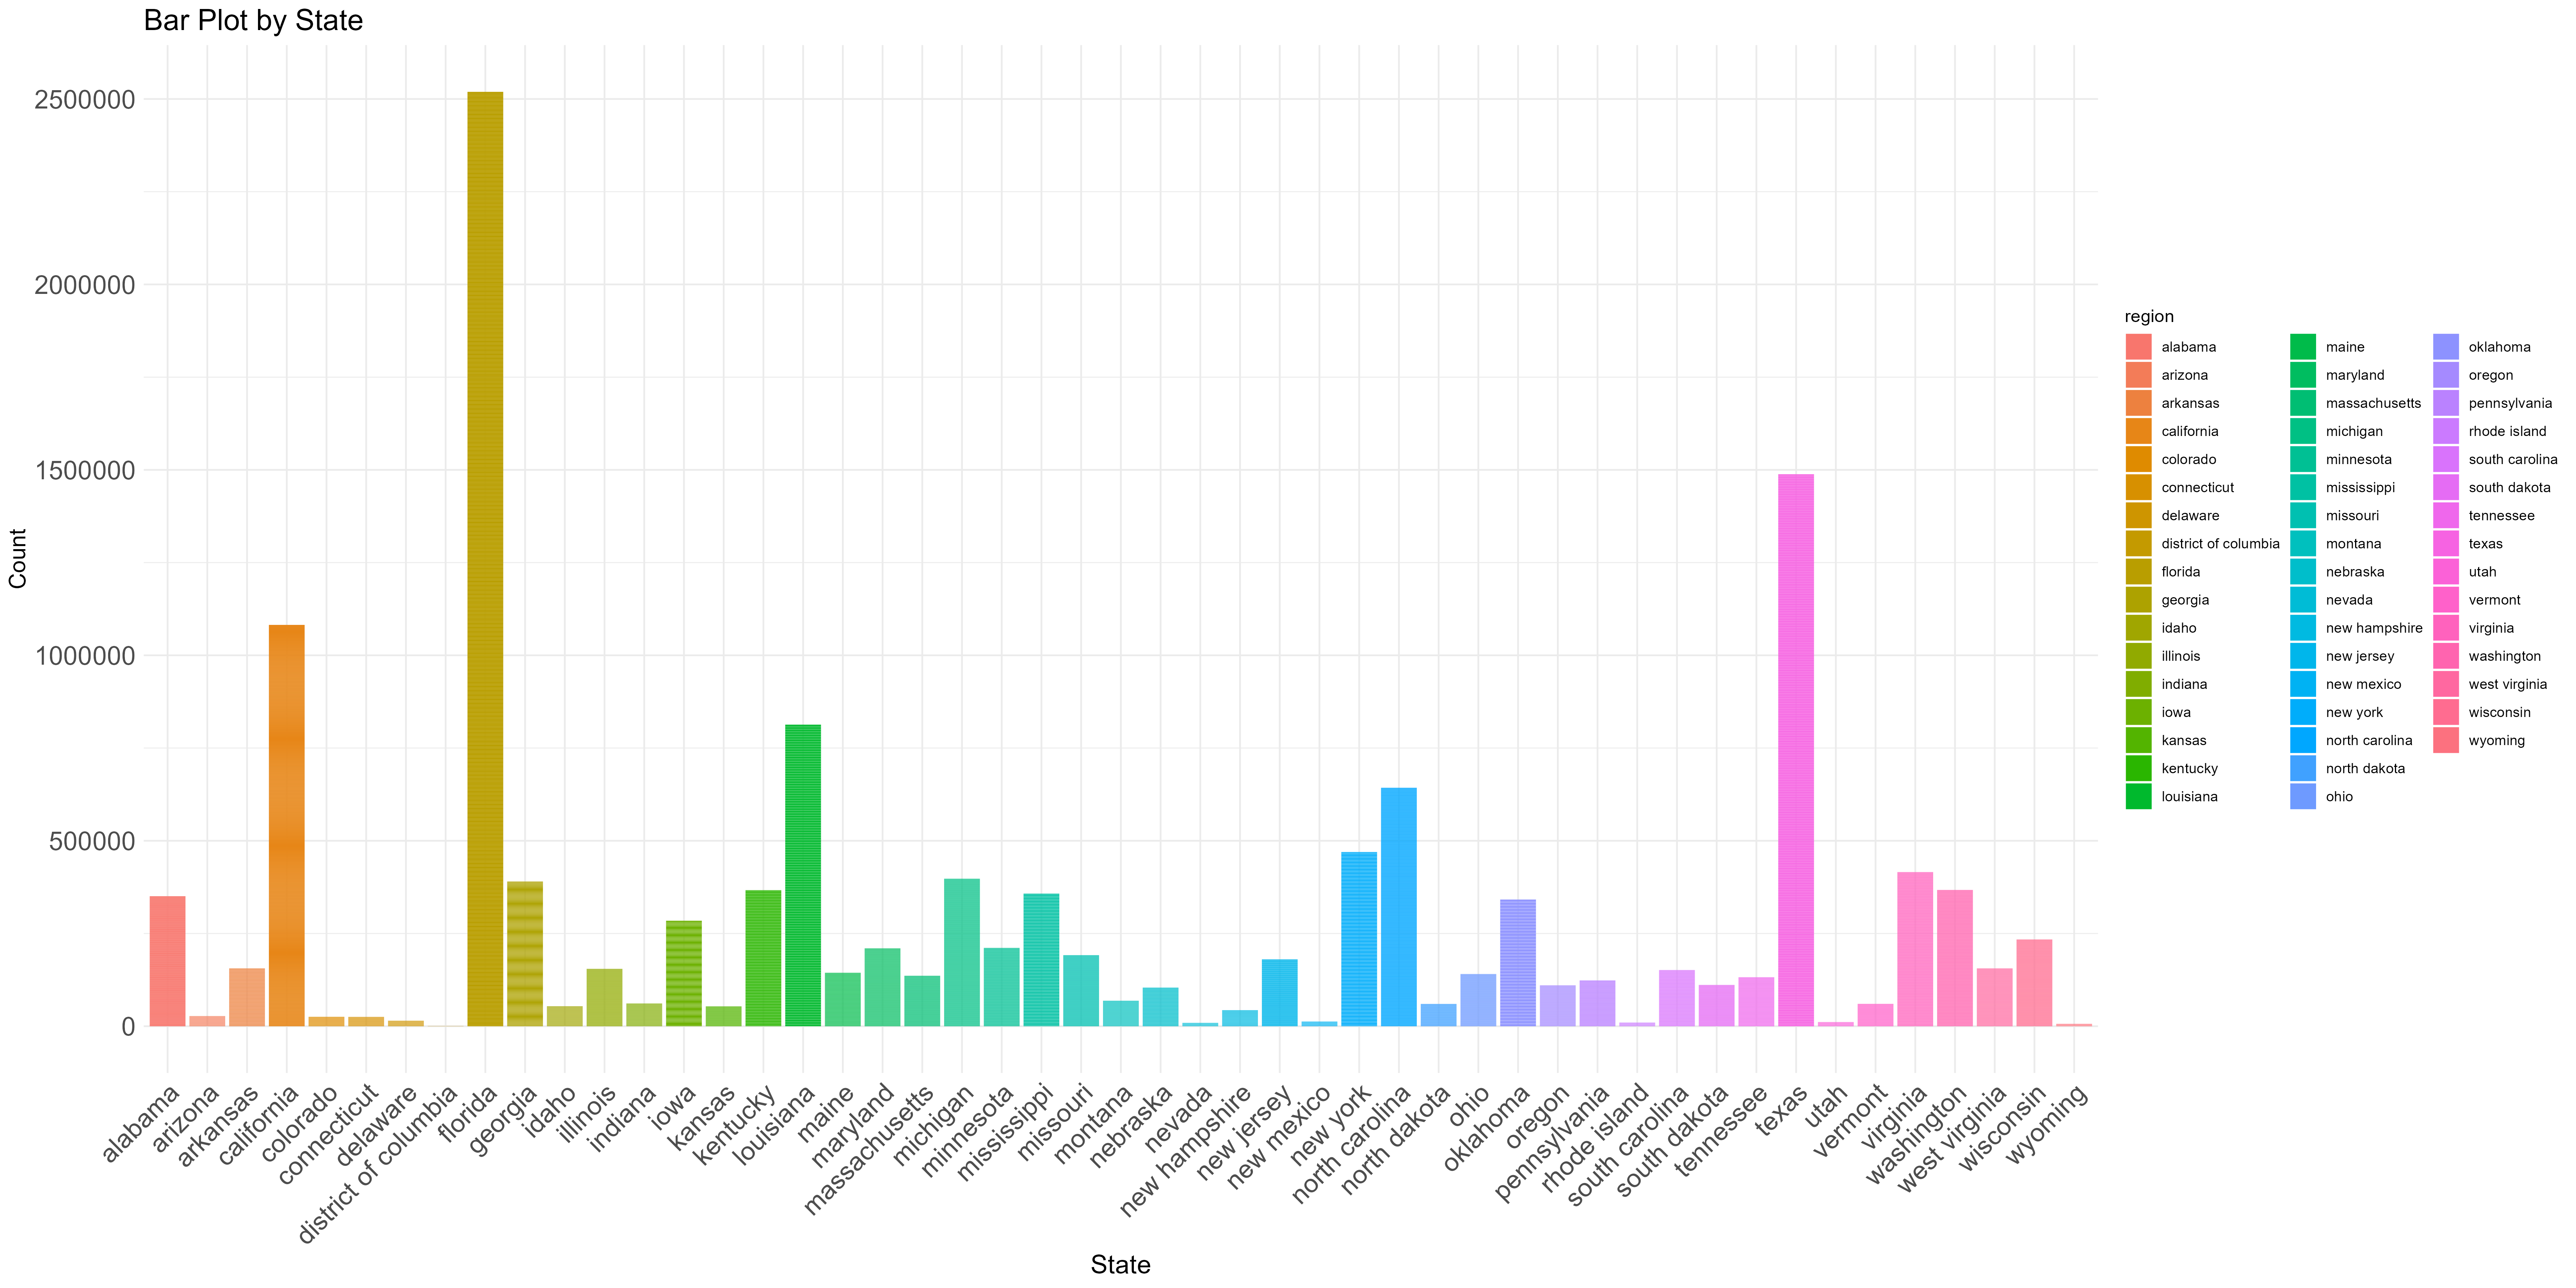 Bar Plot by State
Count
2500000
2000000
1500000
1000000
500000
0
alabama
arizona
arkansas
california
colorado
connecticut
delaware
district of columbia
florida
georgia
idaho
illinois
indiana
iowa
kansas
kentucky
louisiana
maine
maryland
massachusetts
michigan
minnesota
mississippi
missouri
montana
nebraska
nevada
new hampshire
new jersey
new mexico
new york
north carolina
north dakota
ohio
oklahoma
oregon
pennsylvania
rhode island
south carolina
south dakota
tennessee
texas
utah
vermont
virginia
washington
west virginia
wisconsin
wyoming
State
region
alabama
arizona
arkansas
california
colorado
connecticut
delaware
district of columbia
florida
georgia
idaho
illinois
indiana
iowa
kansas
kentucky
louisiana
maine
maryland
massachusetts
michigan
minnesota
mississippi
missouri
montana
nebraska
nevada
new hampshire
new jersey
new mexico
new york
north carolina
north dakota
ohio
oklahoma
oregon
pennsylvania
rhode island
south carolina
south dakota
tennessee
texas
utah
vermont
virginia
washington
west virginia
wisconsin
wyoming